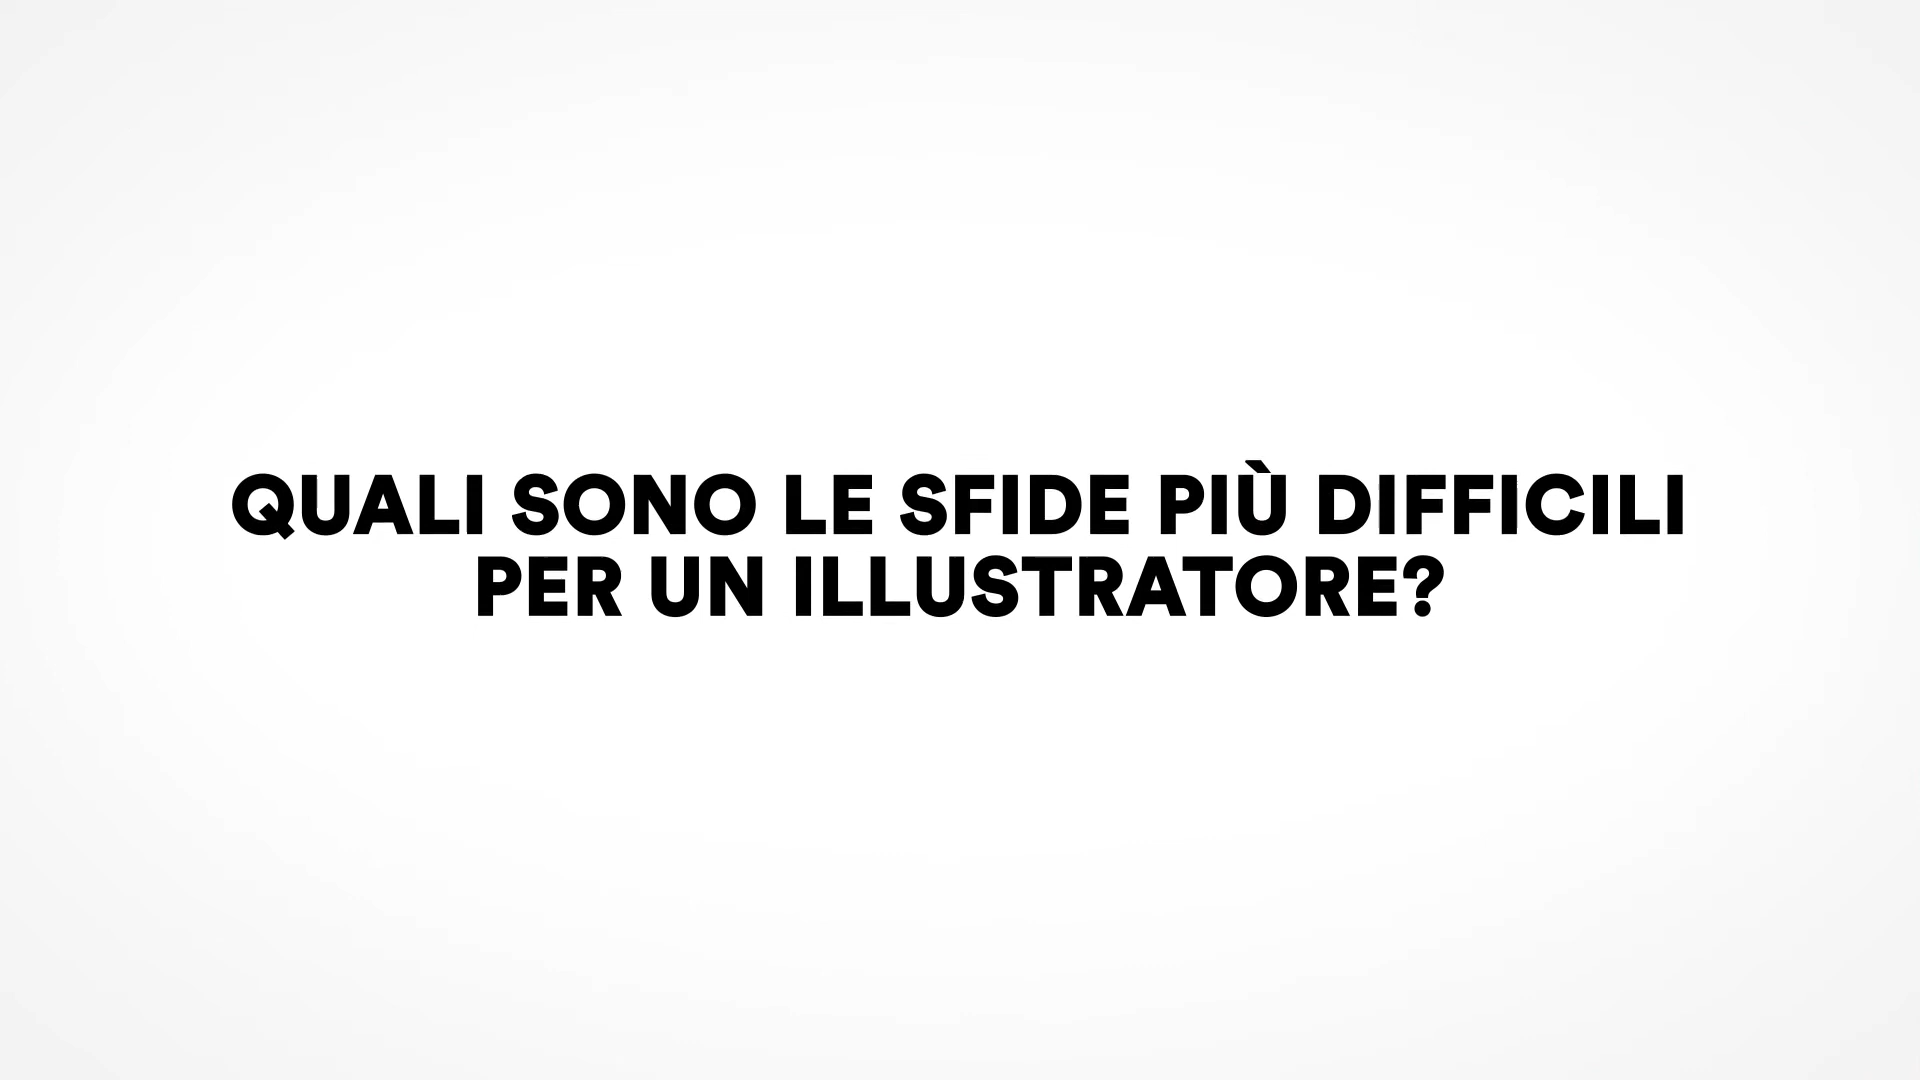 QUALI SONO LE SFIDE PIÙ DIFFICILI
PER UN ILLUSTRATORE?